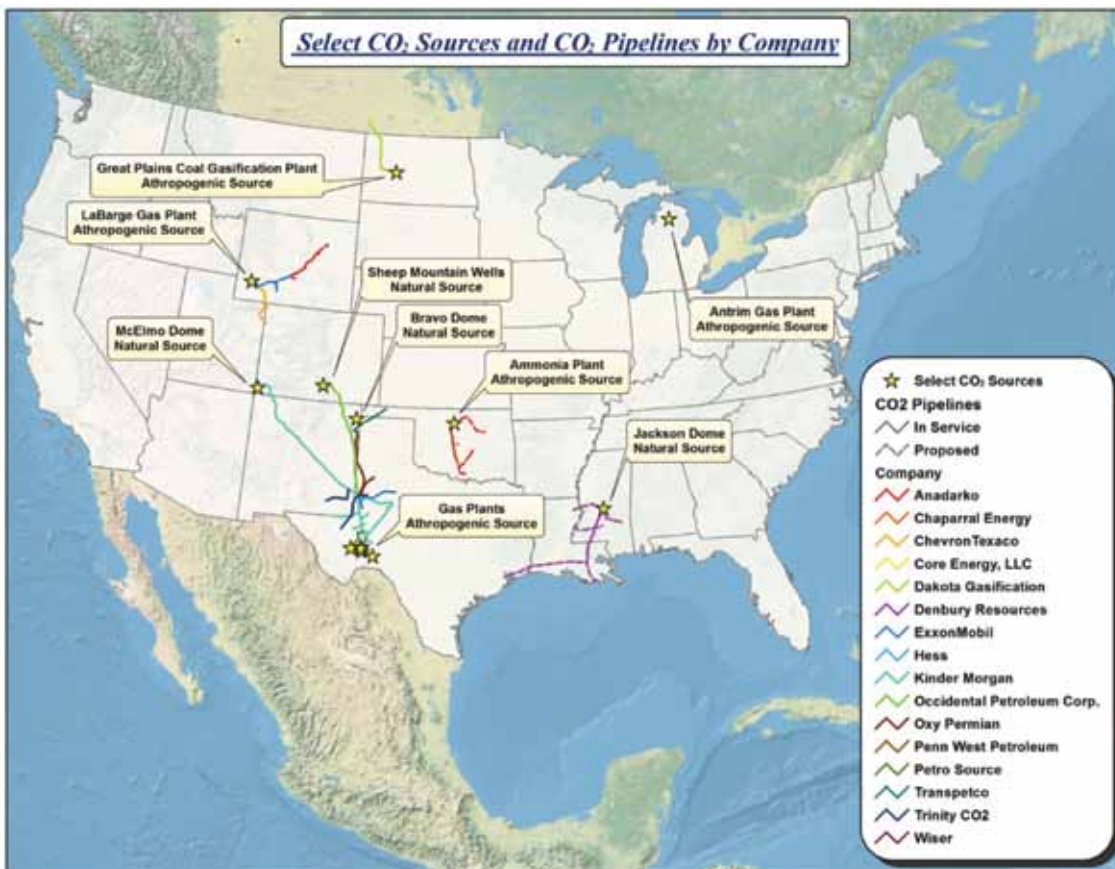 Select CO₂ Sources and CO₂ Pipelines by Company
Great Plains Coal Gasification Plant
Athropogenic Source
LaBarge Gas Plant
Athropogenic Source
Sheep Mountain Wells
Natural Source
Bravo Dome
Natural Source
McElmo Dome
Natural Source
Antrim Gas Plant
Athropogenic Source
Ammonia Plant
Athropogenic Source
Jackson Dome
Natural Source
Gas Plants
Athropogenic Source
Select CO₂ Sources
CO2 Pipelines
In Service
Proposed
Company
Anadarko
Chaparral Energy
ChevronTexaco
Core Energy, LLC
Dakota Gasification
Denbury Resources
ExxonMobil
Hess
Kinder Morgan
Occidental Petroleum Corp.
Oxy Permian
Penn West Petroleum
Petro Source
Transpetco
Trinity CO2
Wiser